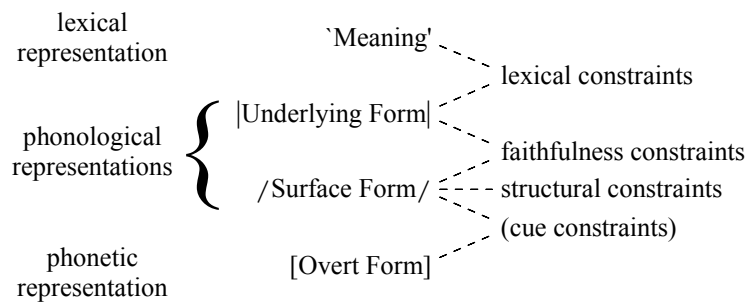 lexical
representation
`Meaning'
lexical constraints
|Underlying Form|
phonological
representations
faithfulness constraints
/Surface Form/
structural constraints
(cue constraints)
phonetic
representation
[Overt Form]